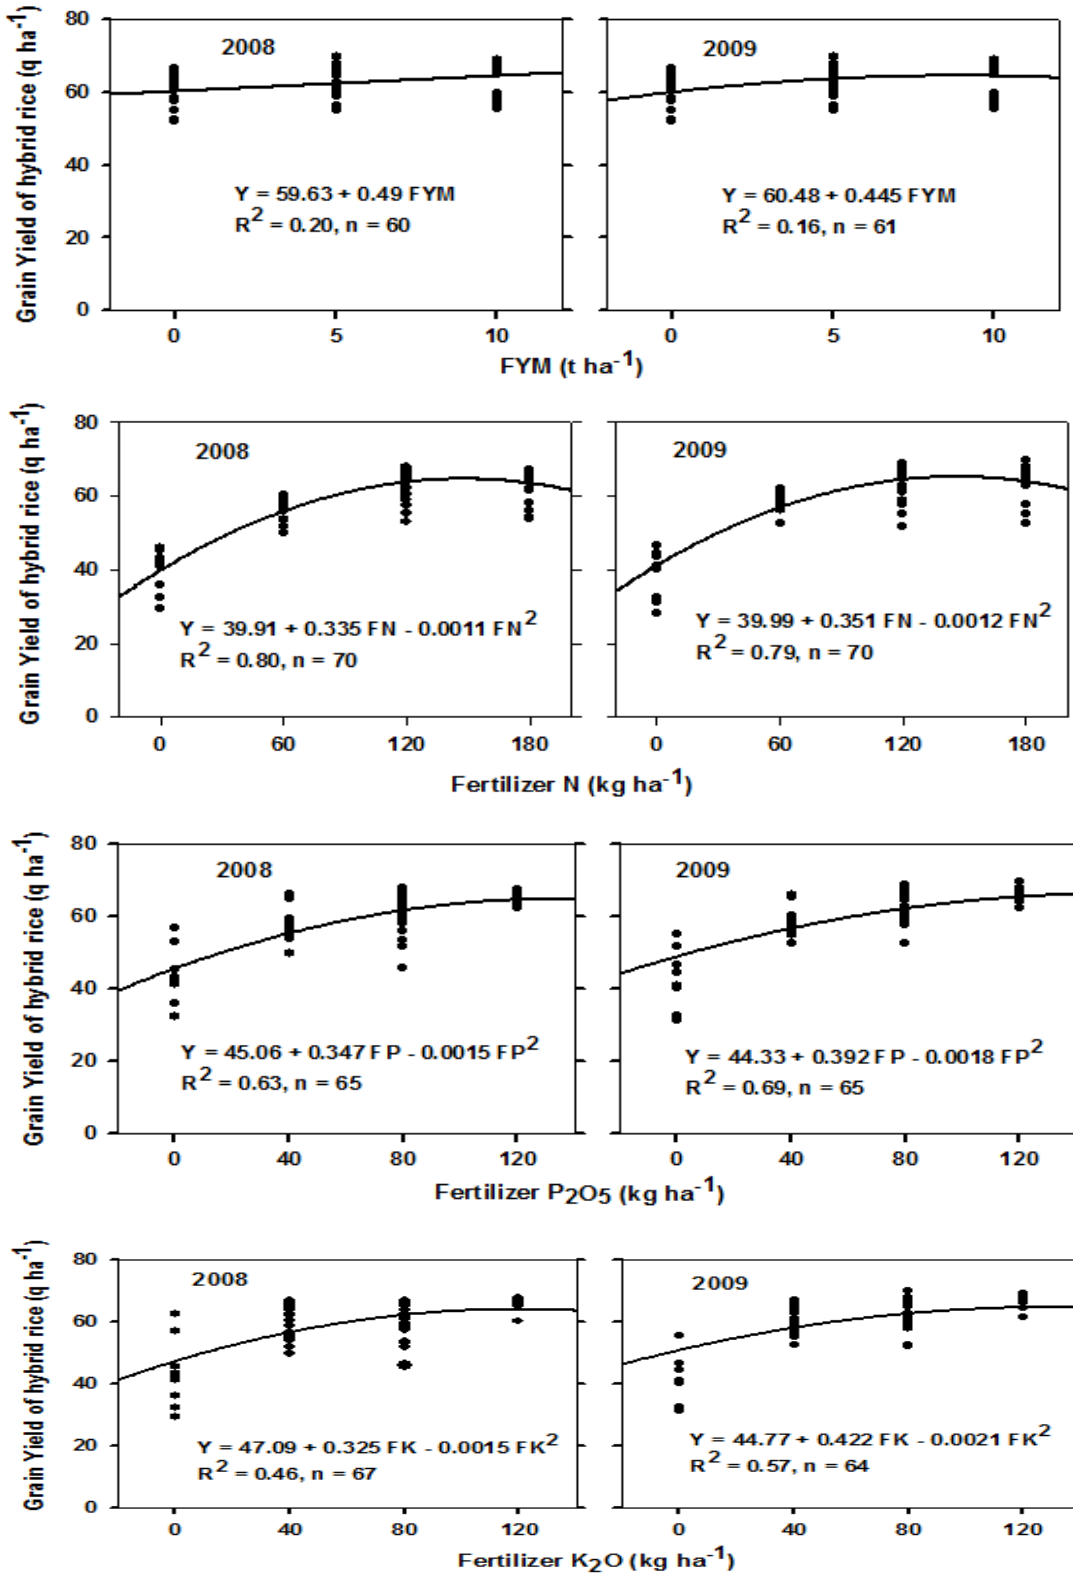 Grain Yield of hybrid rice (q ha⁻¹)
80
60
40
20
0
2008
Y = 59.63 + 0.49 FYM
R² = 0.20, n = 60
0 5 10
2009
Y = 60.48 + 0.445 FYM
R² = 0.16, n = 61
0 5 10
FYM (t ha⁻¹)
Grain Yield of hybrid rice (q ha⁻¹)
80
60
40
20
0
2008
Y = 39.91 + 0.335 FN - 0.0011 FN²
R² = 0.80, n = 70
0 60 120 180
2009
Y = 39.99 + 0.351 FN - 0.0012 FN²
R² = 0.79, n = 70
0 60 120 180
Fertilizer N (kg ha⁻¹)
Grain Yield of hybrid rice (q ha⁻¹)
80
60
40
20
0
2008
Y = 45.06 + 0.347 FP - 0.0015 FP²
R² = 0.63, n = 65
0 40 80 120
2009
Y = 44.33 + 0.392 FP - 0.0018 FP²
R² = 0.69, n = 65
0 40 80 120
Fertilizer P₂O₅ (kg ha⁻¹)
Grain Yield of hybrid rice (q ha⁻¹)
80
60
40
20
0
2008
Y = 47.09 + 0.325 FK - 0.0015 FK²
R² = 0.46, n = 67
0 40 80 120
2009
Y = 44.77 + 0.422 FK - 0.0021 FK²
R² = 0.57, n = 64
0 40 80 120
Fertilizer K₂O (kg ha⁻¹)